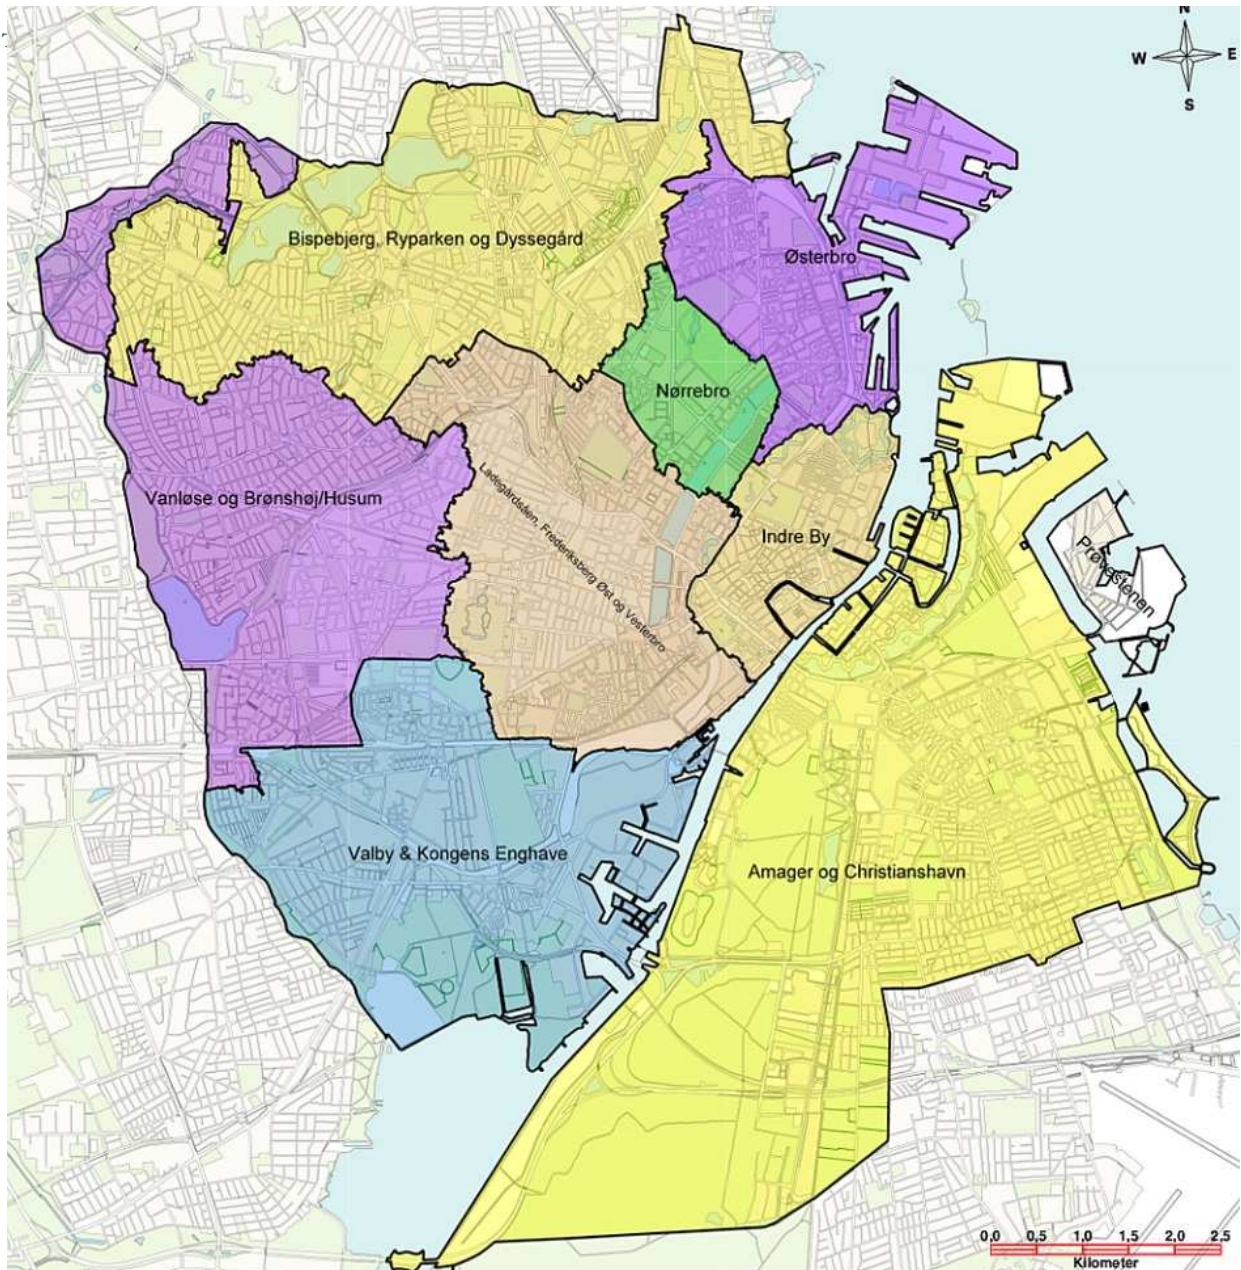 N
W E
S
Bispebjerg, Ryparken og Dyssegård
Østerbro
Nørrebro
Vanløse og Brønshøj/Husum
Ladegårdsåen, Frederiksberg Øst og Vesterbro
Indre By
Prøvestenen
Valby & Kongens Enghave
Amager og Christianshavn
0,0 0,5 1,0 1,5 2,0 2,5
Kilometer